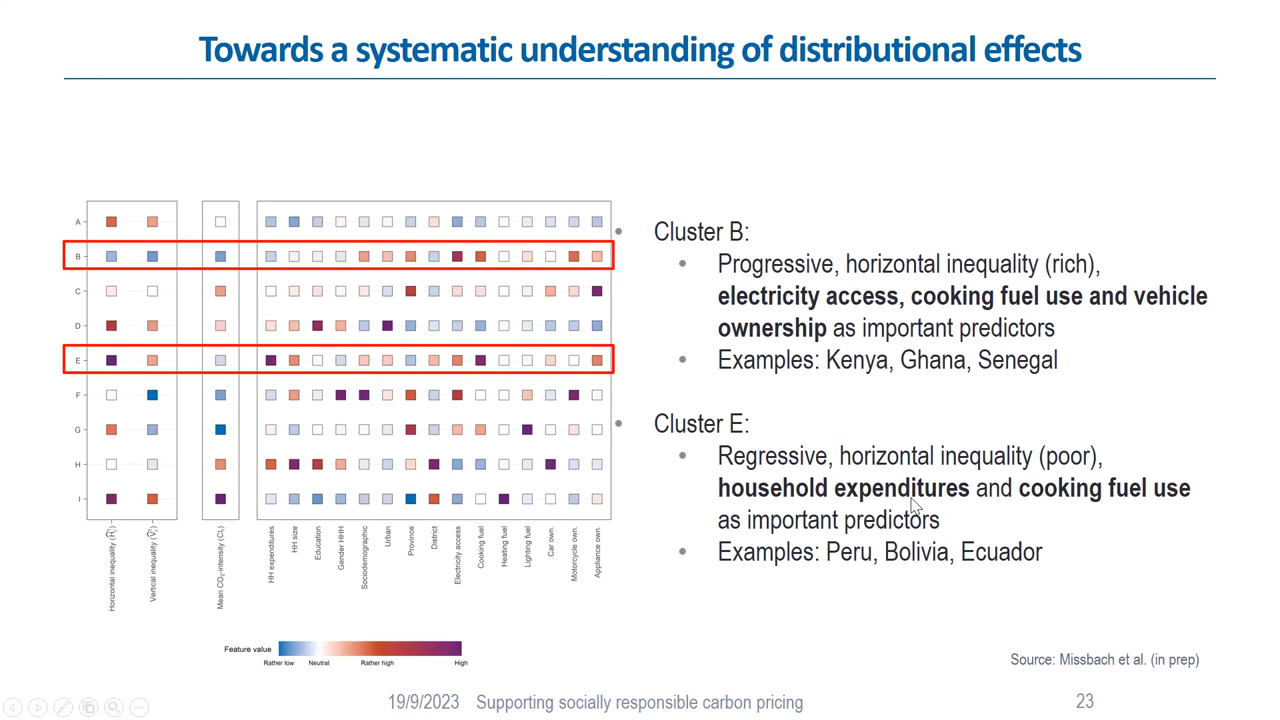 Towards a systematic understanding of distributional effects
A
B
C
D
E
F
G
H
I
Horizontal inequality (Ĥᵣ)
Vertical inequality (V̂ᵣ)
Mean CO₂-intensity (CIᵣ)
HH expenditures
HH size
Education
Gender HHH
Sociodemographic
Urban
Province
District
Electricity access
Cooking fuel
Heating fuel
Lighting fuel
Car own.
Motorcycle own.
Appliance own.
Feature value
Rather low Neutral Rather high High
• Cluster B:
• Progressive, horizontal inequality (rich),
electricity access, cooking fuel use and vehicle
ownership as important predictors
• Examples: Kenya, Ghana, Senegal
• Cluster E:
• Regressive, horizontal inequality (poor),
household expenditures and cooking fuel use
as important predictors
• Examples: Peru, Bolivia, Ecuador
Source: Missbach et al. (in prep)
19/9/2023 Supporting socially responsible carbon pricing 23